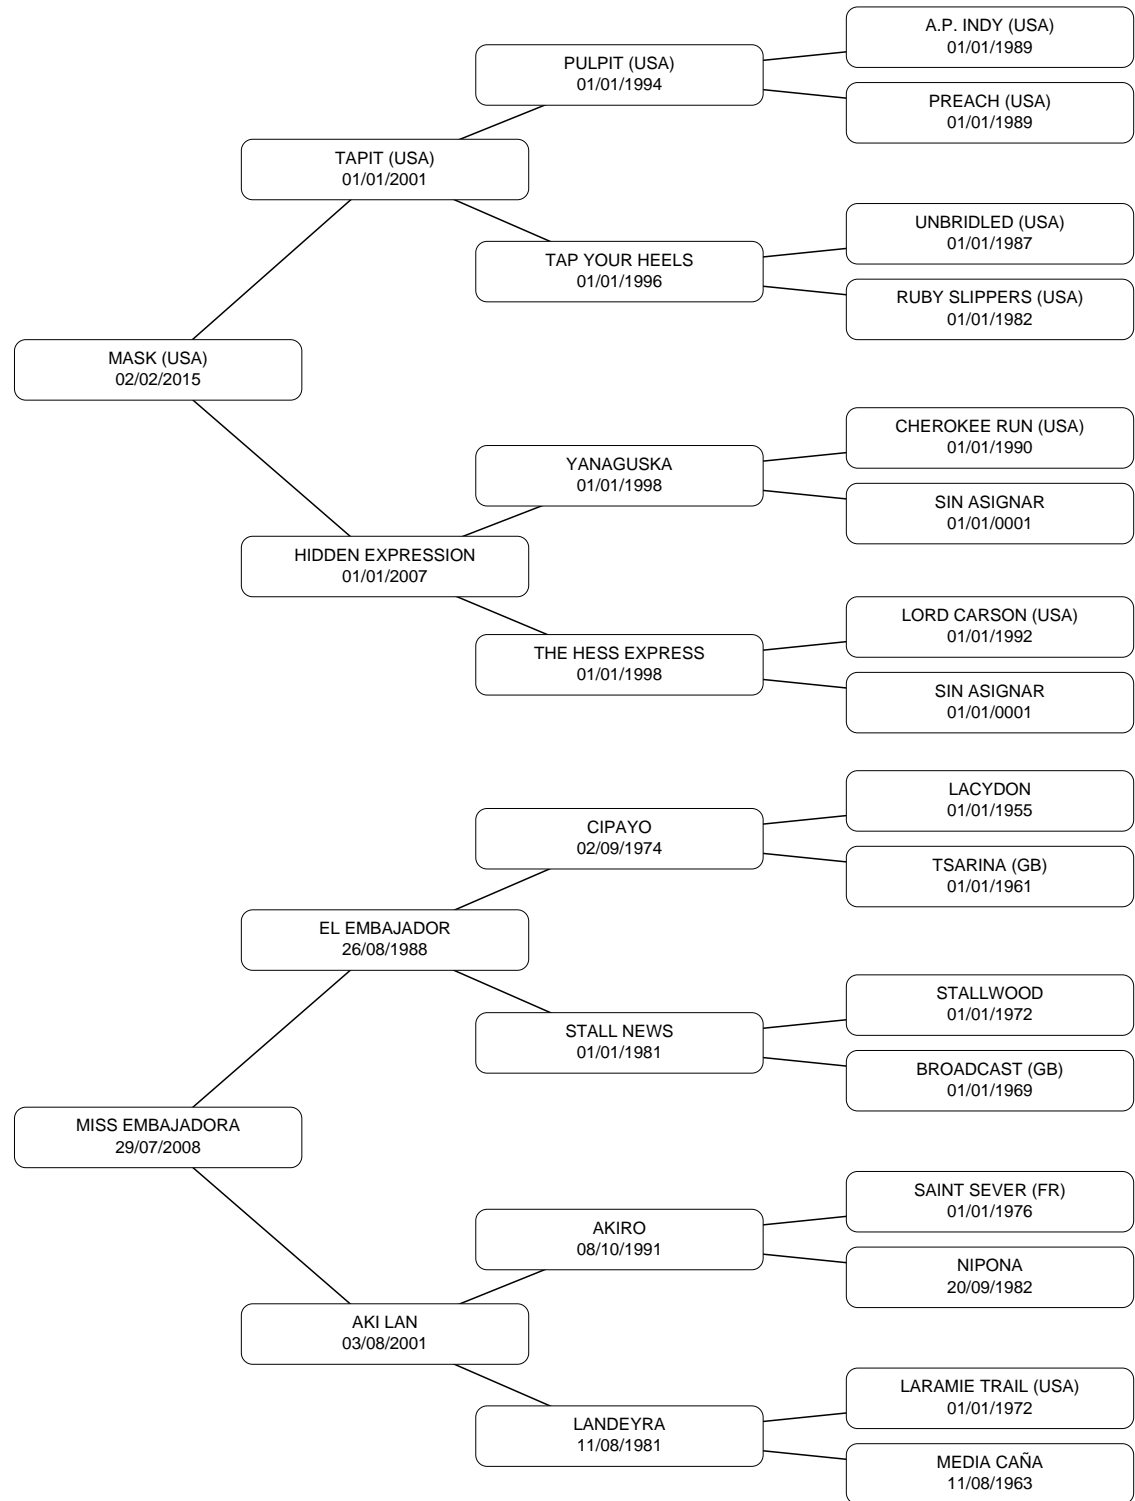 A.P. INDY (USA)
01/01/1989
PULPIT (USA)
01/01/1994
PREACH (USA)
01/01/1989
TAPIT (USA)
01/01/2001
UNBRIDLED (USA)
01/01/1987
TAP YOUR HEELS
01/01/1996
RUBY SLIPPERS (USA)
01/01/1982
MASK (USA)
02/02/2015
CHEROKEE RUN (USA)
01/01/1990
YANAGUSKA
01/01/1998
SIN ASIGNAR
01/01/0001
HIDDEN EXPRESSION
01/01/2007
LORD CARSON (USA)
01/01/1992
THE HESS EXPRESS
01/01/1998
SIN ASIGNAR
01/01/0001
LACYDON
01/01/1955
CIPAYO
02/09/1974
TSARINA (GB)
01/01/1961
EL EMBAJADOR
26/08/1988
STALLWOOD
01/01/1972
STALL NEWS
01/01/1981
BROADCAST (GB)
01/01/1969
MISS EMBAJADORA
29/07/2008
SAINT SEVER (FR)
01/01/1976
AKIRO
08/10/1991
NIPONA
20/09/1982
AKI LAN
03/08/2001
LARAMIE TRAIL (USA)
01/01/1972
LANDEYRA
11/08/1981
MEDIA CAÑA
11/08/1963